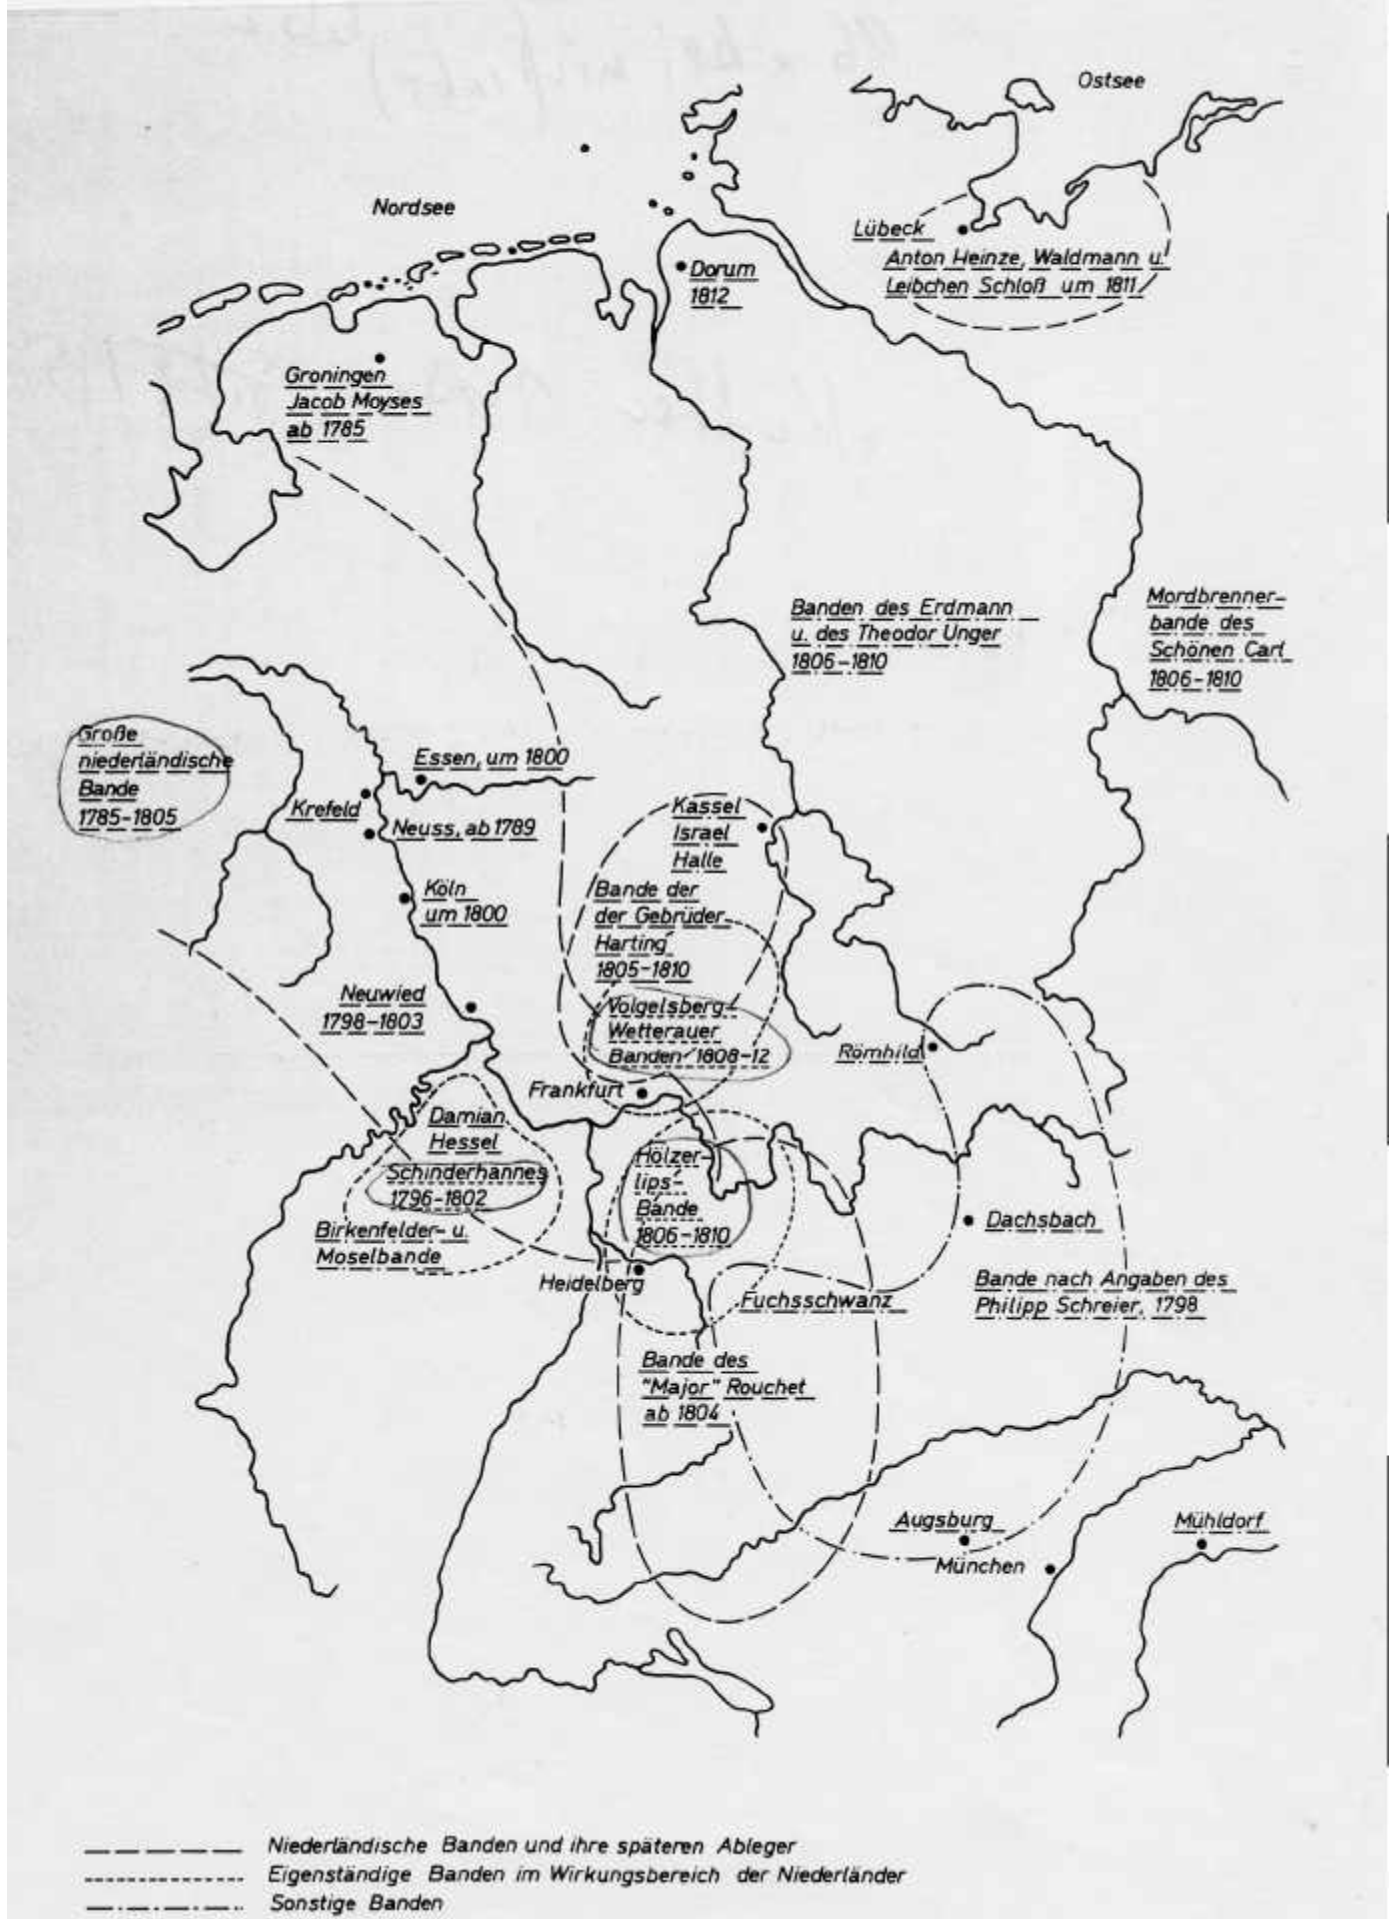 Ostsee
Nordsee
Lübeck
Anton Heinze, Waldmann u.
Leibchen Schloß um 1811
Dorum
1812
Groningen
Jacob Moyses
ab 1785
Banden des Erdmann
u. des Theodor Unger
1806-1810
Mordbrenner-
bande des
Schönen Carl
1806-1810
Große
niederländische
Bande
1785-1805
Essen, um 1800
Krefeld
Neuss, ab 1789
Köln
um 1800
Kassel
Israel
Halle
Bande der
der Gebrüder
Harting
1805-1810
Neuwied
1798-1803
Volgelsberg-
Wetterauer
Banden 1808-12
Römhild
Frankfurt
Damian
Hessel
Schinderhannes
1796-1802
Birkenfelder- u.
Moselbande
Hölzer-
lips-
Bande
1806-1810
Dachsbach
Heidelberg
Fuchsschwanz
Bande nach Angaben des
Philipp Schreier, 1798
Bande des
"Major" Rouchet
ab 1804
Augsburg
München
Mühldorf
Niederländische Banden und ihre späteren Ableger
Eigenständige Banden im Wirkungsbereich der Niederländer
Sonstige Banden